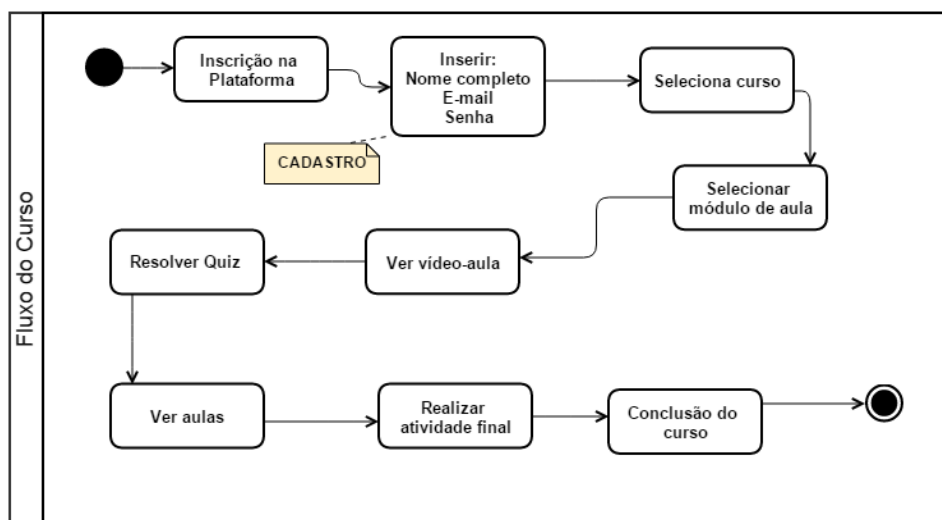 Fluxo do Curso
Inscrição na
Plataforma
Inserir:
Nome completo
E-mail
Senha
CADASTRO
Seleciona curso
Selecionar
módulo de aula
Ver vídeo-aula
Resolver Quiz
Ver aulas
Realizar
atividade final
Conclusão do
curso